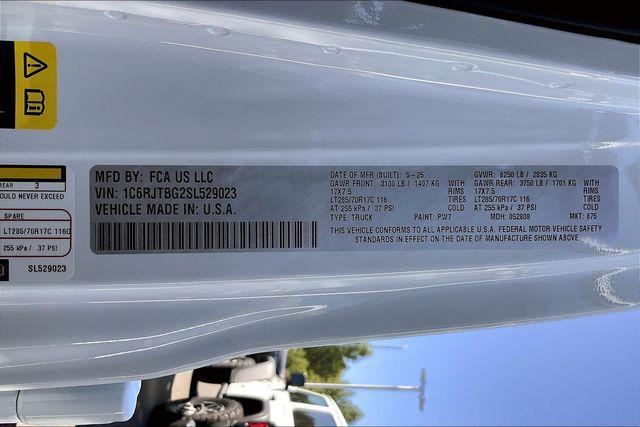 MFD BY: FCA US LLC
VIN: 1C6RJTBG2SL529023
VEHICLE MADE IN: U.S.A.
DATE OF MFR (BUILT): 5-25
GAWR FRONT: 3100 LB / 1407 KG WITH
17X7.5 RIMS
LT285/70R17C 116 TIRES
AT 255 kPa / 37 PSI COLD
TYPE: TRUCK PAINT: PW7
GVWR: 6250 LB / 2835 KG
GAWR REAR: 3750 LB / 1701 KG WITH
17X7.5 RIMS
LT285/70R17C 116 TIRES
AT 255 kPa / 37 PSI COLD
MDH: 052808 MKT: 875
THIS VEHICLE CONFORMS TO ALL APPLICABLE U.S.A. FEDERAL MOTOR VEHICLE SAFETY
STANDARDS IN EFFECT ON THE DATE OF MANUFACTURE SHOWN ABOVE.
REAR 3
OULD NEVER EXCEED
SPARE
LT285/70R17C 116Q
255 kPa / 37 PSI
SL529023